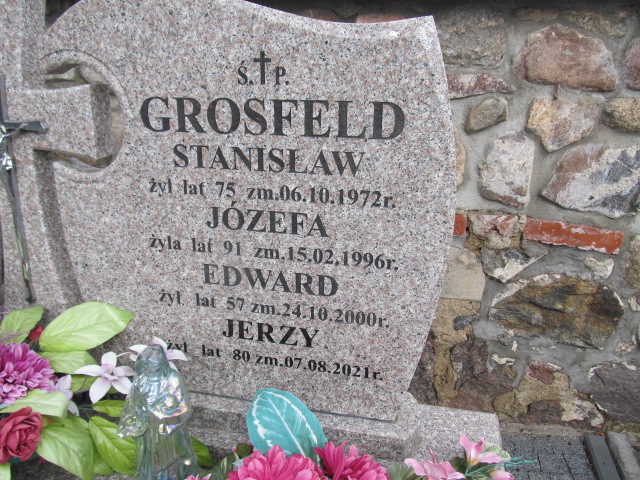 Ś.†P.
GROSFELD
STANISŁAW
żył lat 75 zm.06.10.1972r.
JÓZEFA
żyła lat 91 zm.15.02.1996r.
EDWARD
żył lat 57 zm.24.10.2000r.
JERZY
żył lat 80 zm.07.08.2021r.